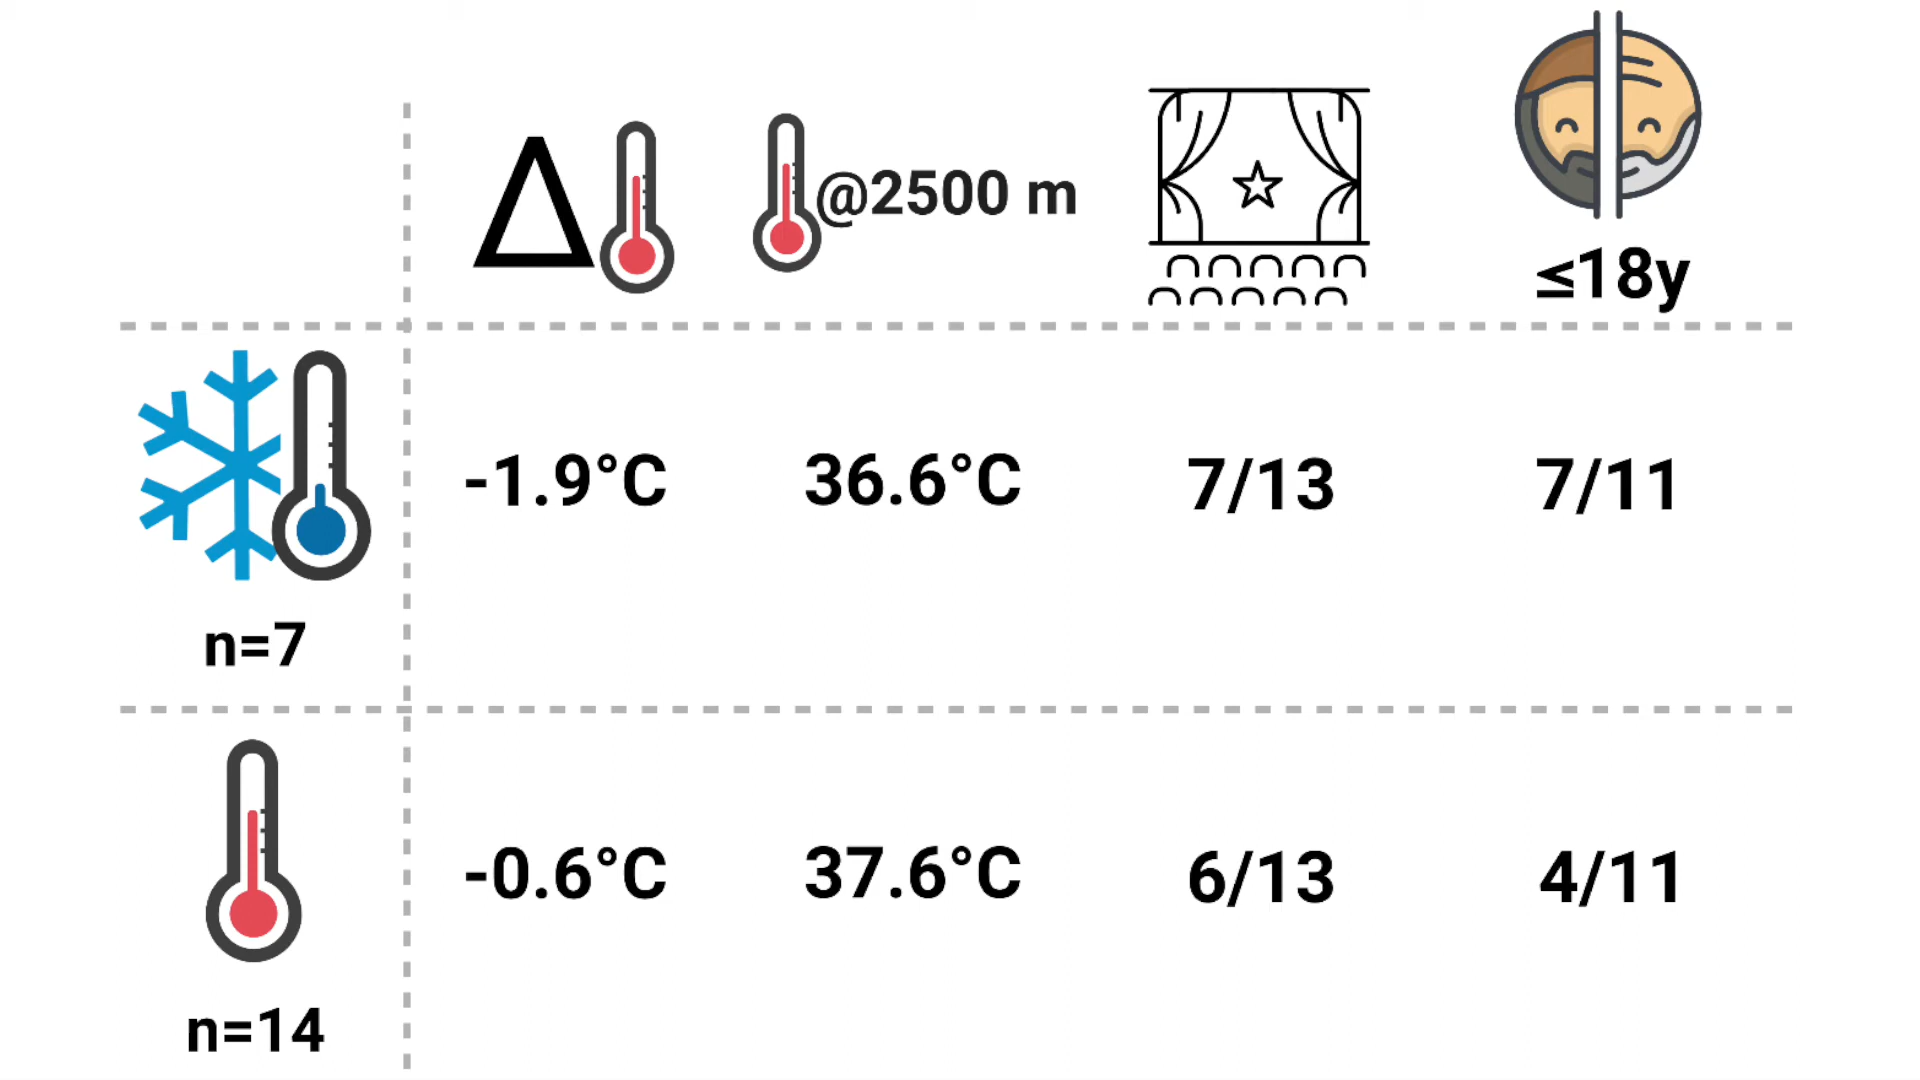 Δ
@2500 m
≤18y
-1.9°C 36.6°C 7/13 7/11
n=7
-0.6°C 37.6°C 6/13 4/11
n=14